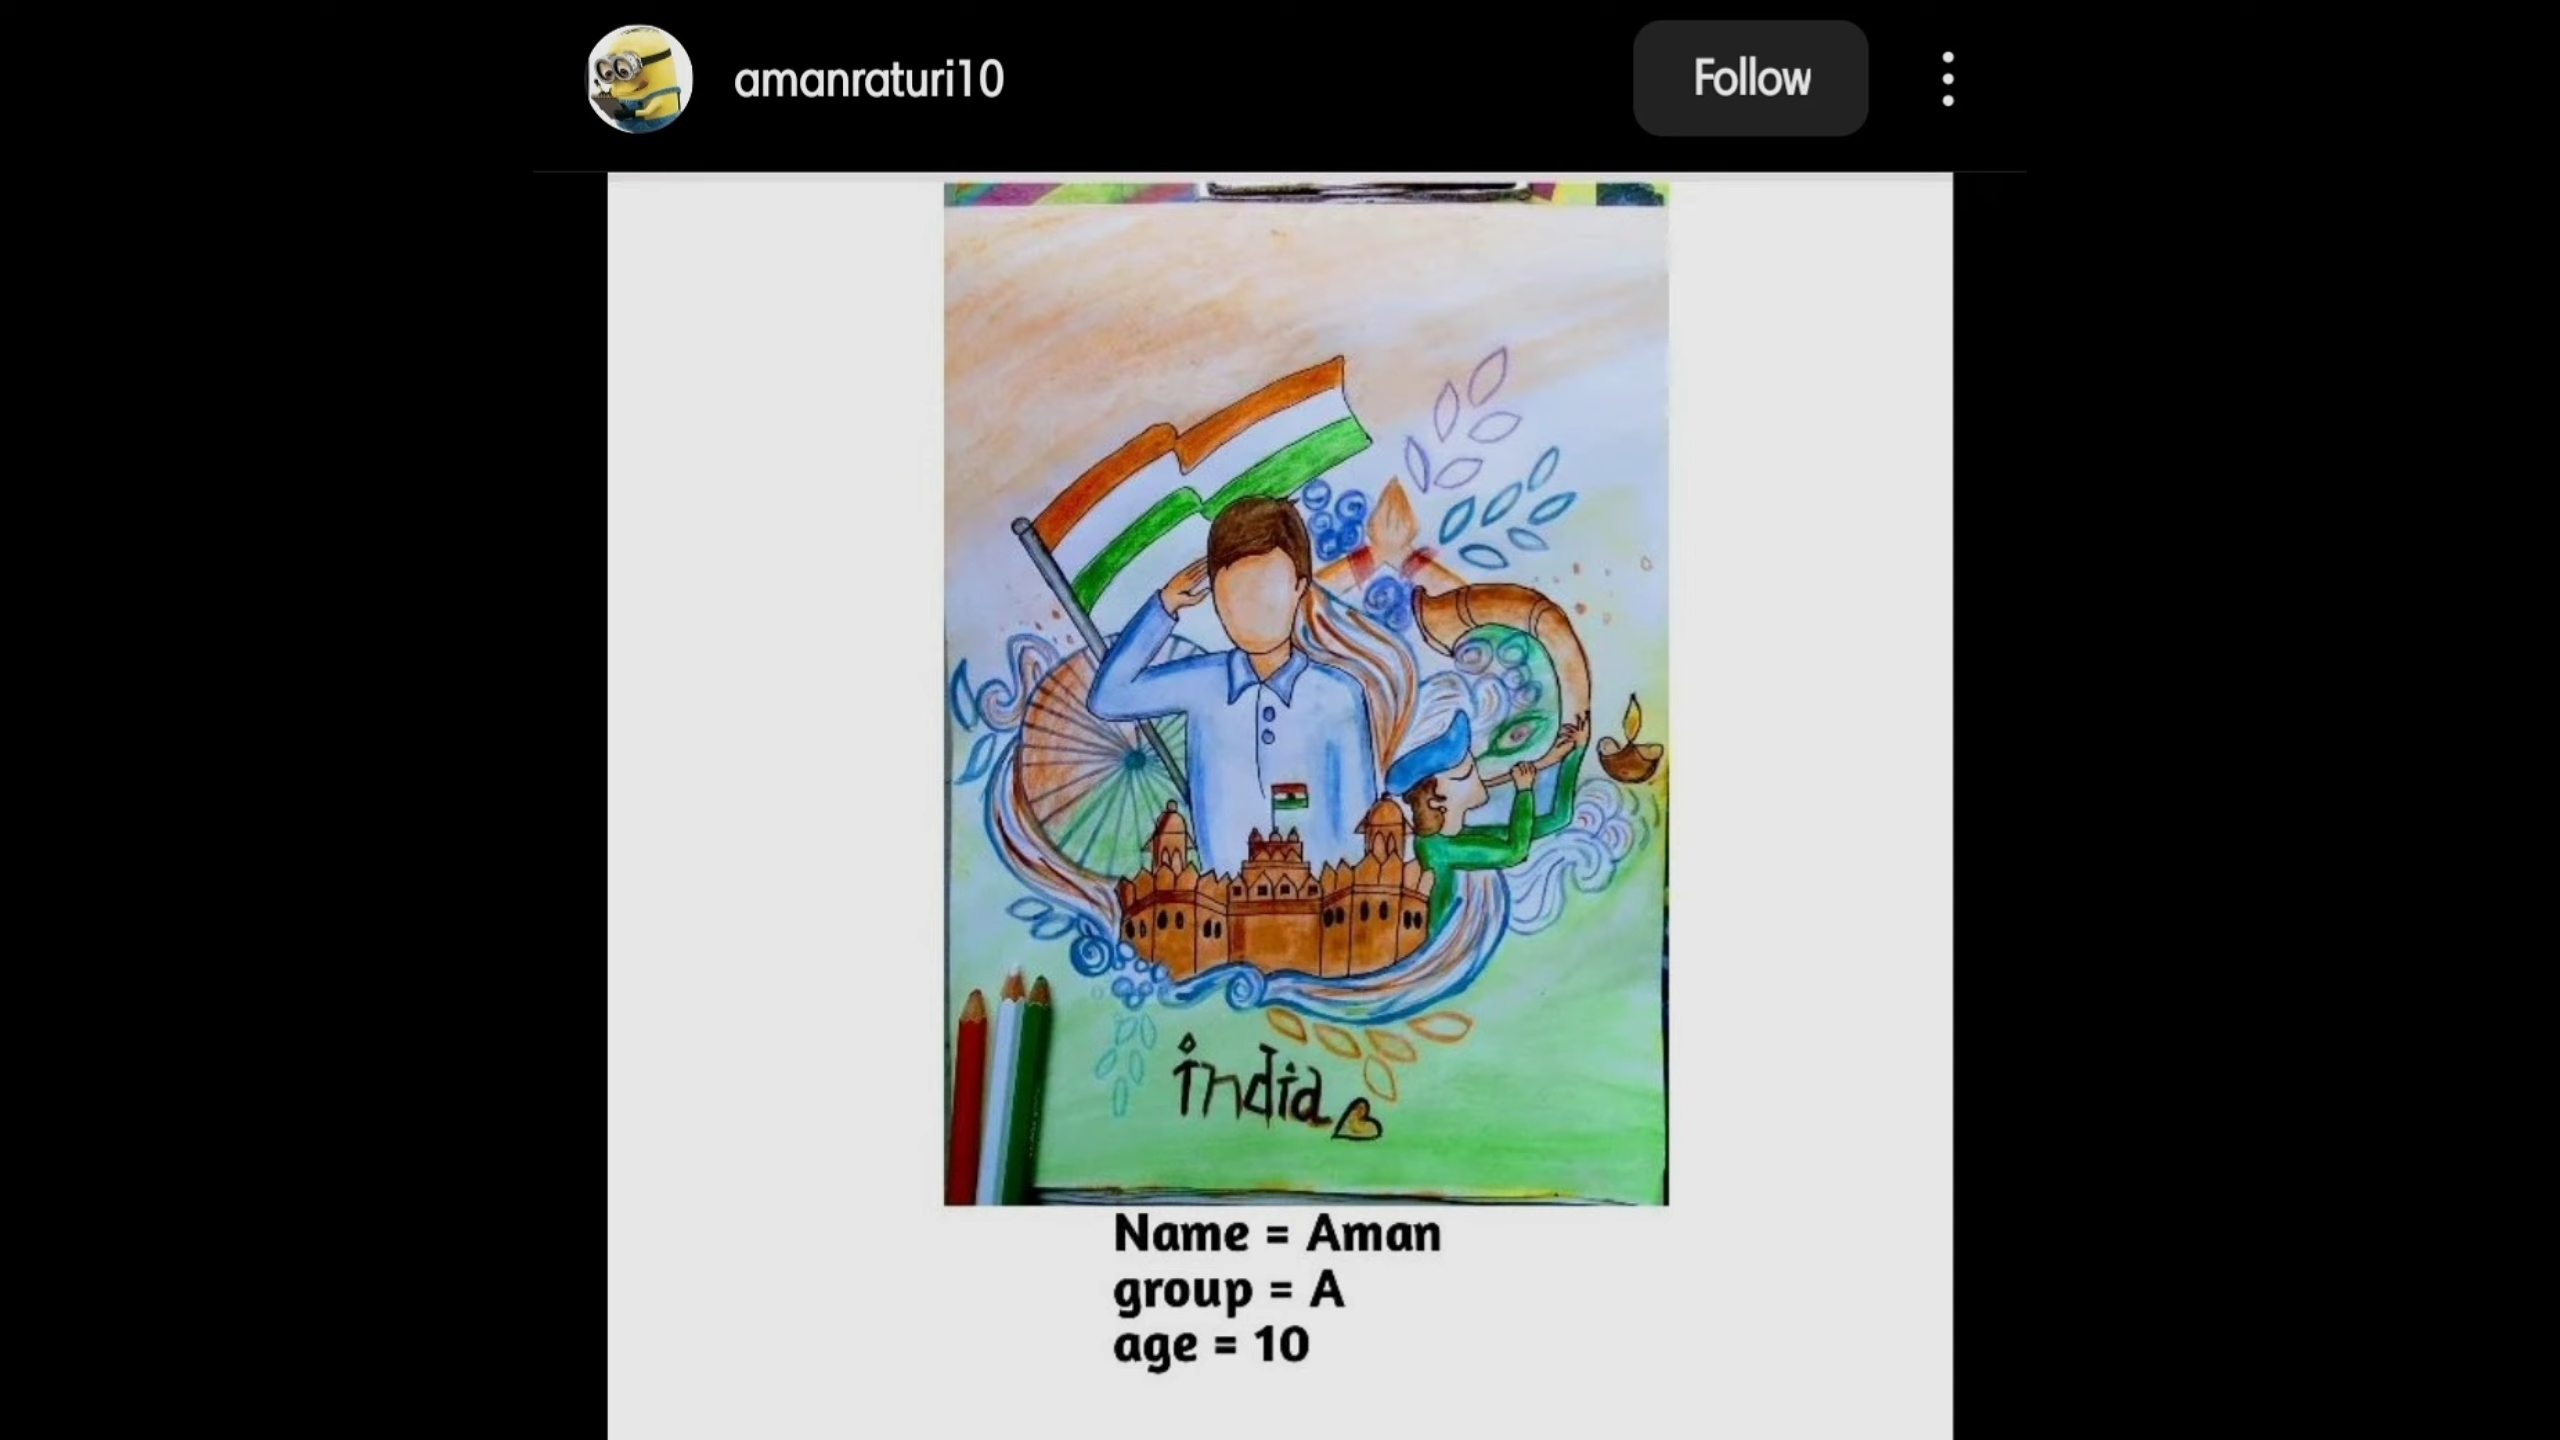 amanraturi10
Follow
india
Name = Aman
group = A
age = 10